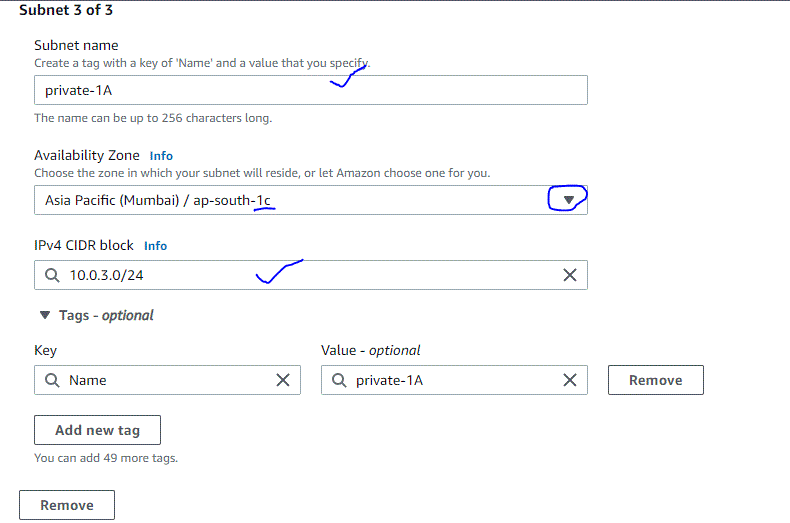 Subnet 3 of 3
Subnet name
Create a tag with a key of 'Name' and a value that you specify.
private-1A
The name can be up to 256 characters long.
Availability Zone Info
Choose the zone in which your subnet will reside, or let Amazon choose one for you.
Asia Pacific (Mumbai) / ap-south-1c
IPv4 CIDR block Info
10.0.3.0/24
Tags - optional
Key Value - optional
Name private-1A Remove
Add new tag
You can add 49 more tags.
Remove